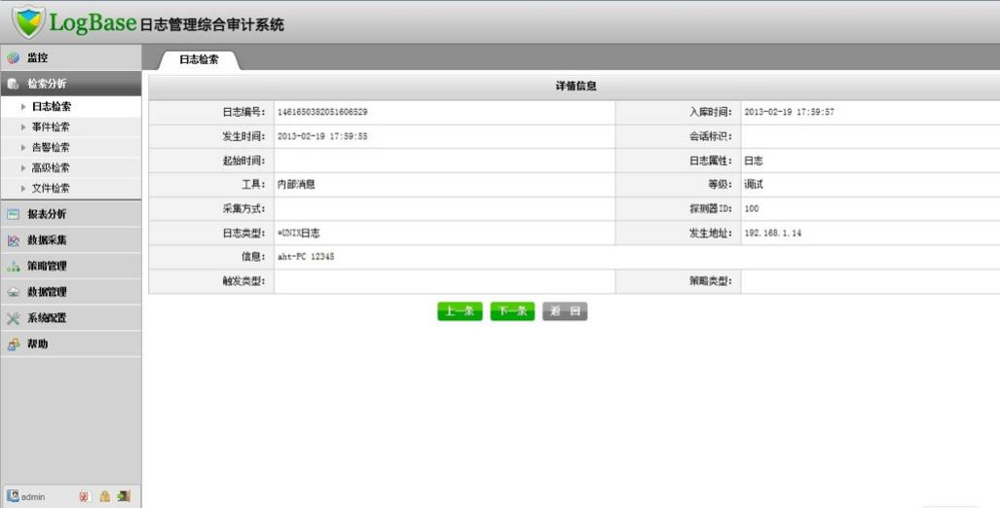 LogBase 日志管理综合审计系统
监控
检索分析
日志检索
事件检索
告警检索
高级检索
文件检索
报表分析
数据采集
策略管理
数据管理
系统配置
帮助
admin
日志检索
详情信息
日志编号： 1461650382051606529 入库时间： 2013-02-19 17:59:57
发生时间： 2013-02-19 17:59:55 会话标识：
起始时间： 日志属性： 日志
工具： 内部消息 等级： 调试
采集方式： 探测器ID： 100
日志类型： *UNIX日志 发生地址： 192.168.1.14
信息： aht-PC 12345
触发类型： 策略类型：
上一条 下一条 返 回